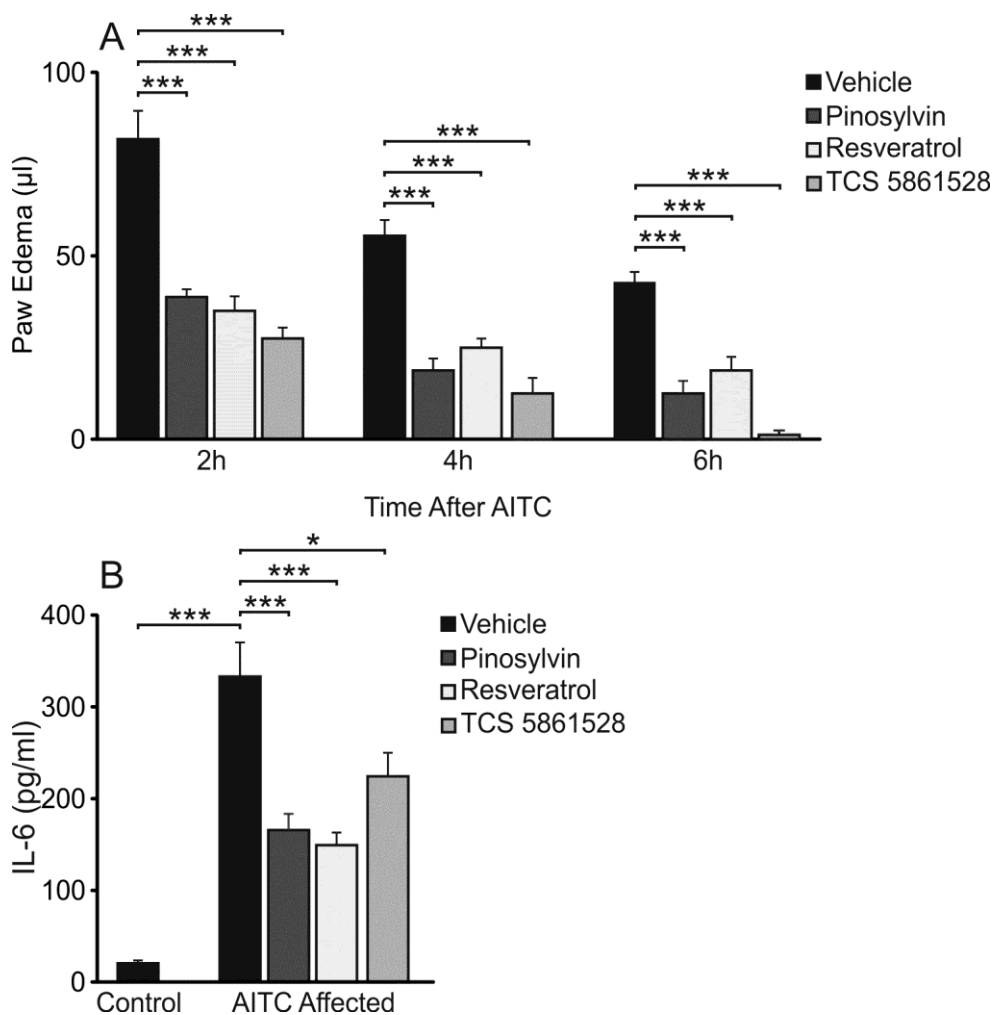 A
***
***
***
***
***
***
***
***
***
100
50
0
Paw Edema (µl)
2h
4h
6h
Time After AITC
Vehicle
Pinosylvin
Resveratrol
TCS 5861528
B
*
***
***
***
400
300
200
100
0
IL-6 (pg/ml)
Control
AITC Affected
Vehicle
Pinosylvin
Resveratrol
TCS 5861528